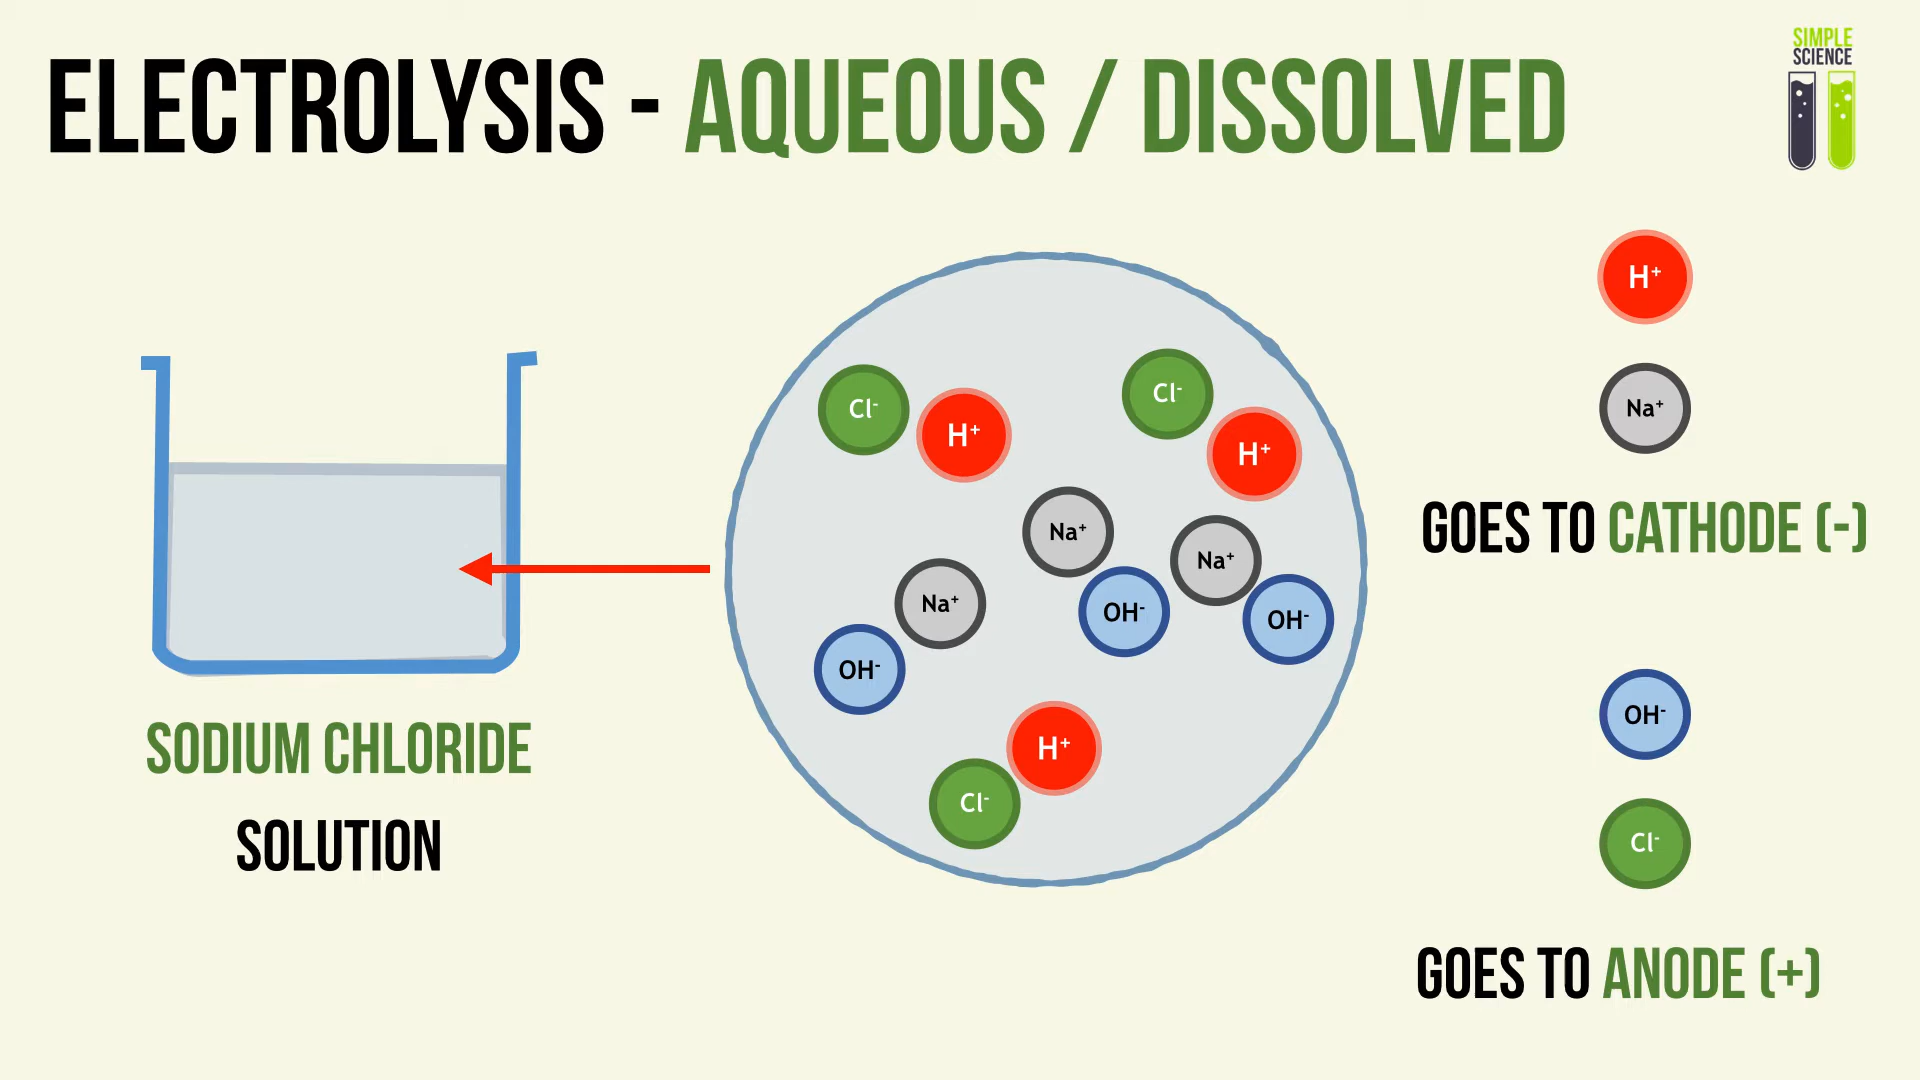 ELECTROLYSIS - AQUEOUS / DISSOLVED
SIMPLE
SCIENCE
H⁺
Na⁺
GOES TO CATHODE (-)
Cl⁻
H⁺
Cl⁻
H⁺
Na⁺
Na⁺
Na⁺
OH⁻
OH⁻
OH⁻
H⁺
Cl⁻
SODIUM CHLORIDE
SOLUTION
OH⁻
Cl⁻
GOES TO ANODE (+)